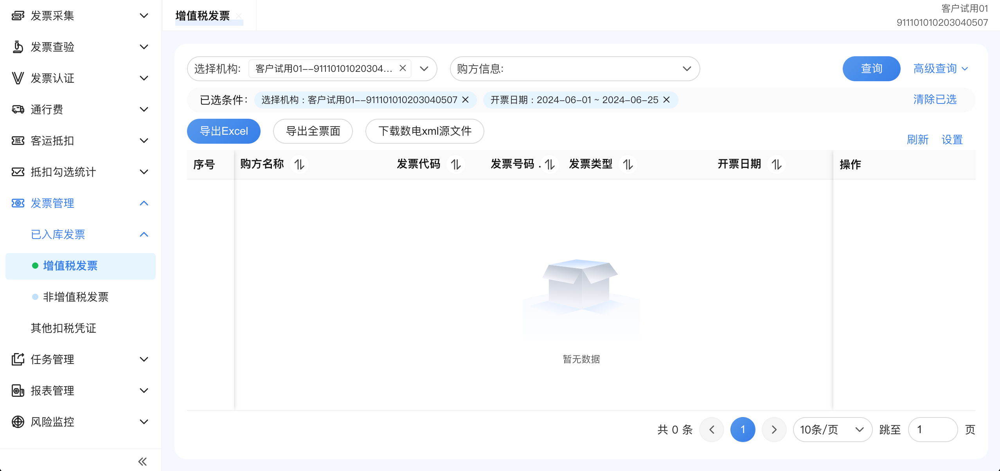 发票采集
发票查验
发票认证
通行费
抵
客运抵扣
抵扣勾选统计
发票管理
已入库发票
增值税发票
非增值税发票
其他扣税凭证
任务管理
报表管理
风险监控
增值税发票
客户试用01
911101010203040507
选择机构: 客户试用01--91110101020304...
购方信息:
查询 高级查询
已选条件： 选择机构：客户试用01--911101010203040507 开票日期：2024-06-01 ~ 2024-06-25 清除已选
导出Excel 导出全票面 下载数电xml源文件
刷新 设置
序号 购方名称 发票代码 发票号码 . 发票类型 开票日期 操作
暂无数据
共 0 条 1 10条/页 跳至 1 页